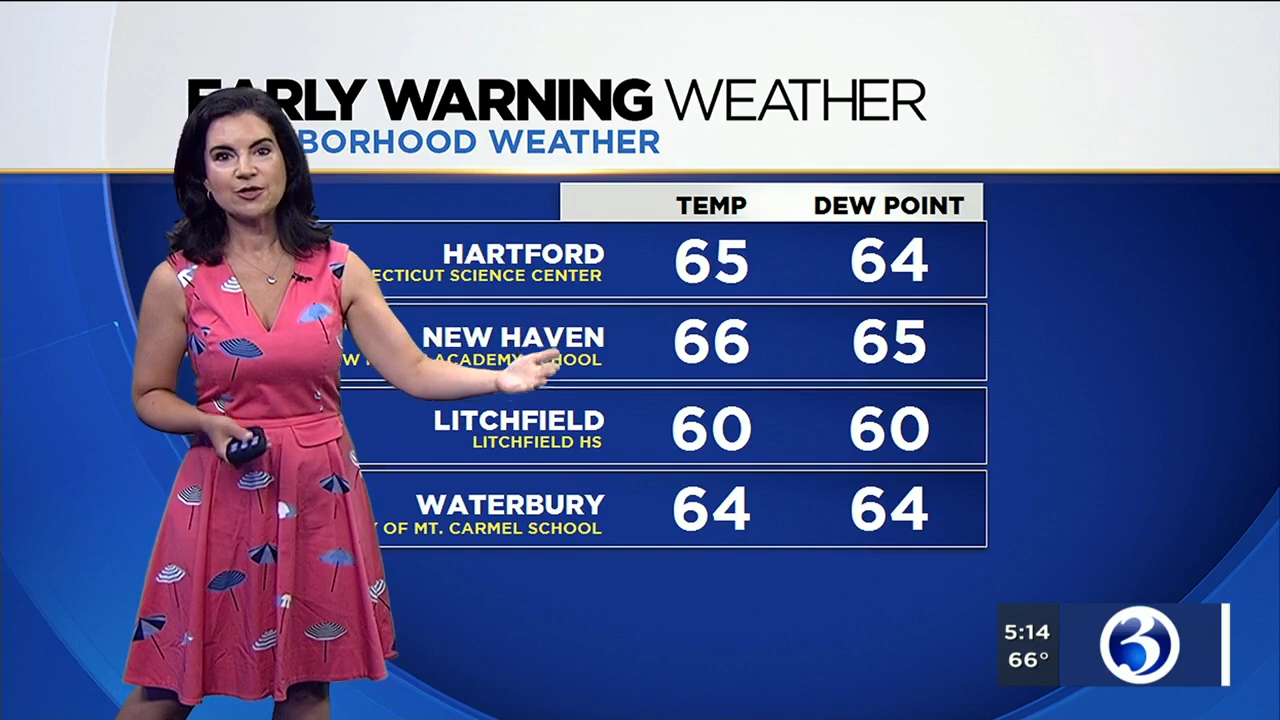 EARLY WARNING WEATHER
BORHOOD WEATHER
TEMP DEW POINT
HARTFORD 65 64
ECTICUT SCIENCE CENTER
NEW HAVEN 66 65
ACADEMY SCHOOL
LITCHFIELD 60 60
LITCHFIELD HS
WATERBURY 64 64
OF MT. CARMEL SCHOOL
5:14
66°
3